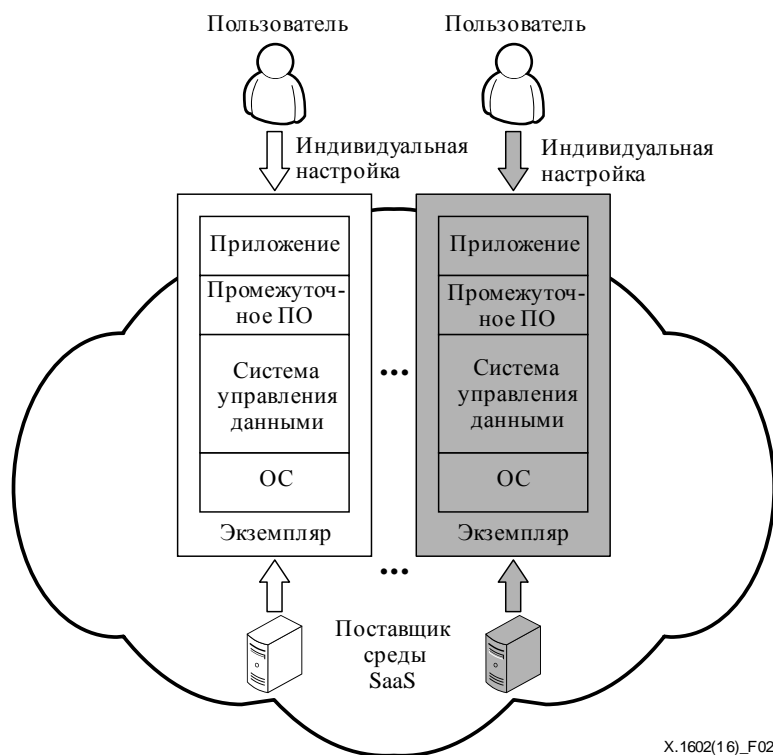 Пользователь
Пользователь
Индивидуальная
настройка
Индивидуальная
настройка
Приложение
Промежуточ-
ное ПО
Система
управления
данными
ОС
Экземпляр
•••
•••
Приложение
Промежуточ-
ное ПО
Система
управления
данными
ОС
Экземпляр
Поставщик
среды
SaaS
X.1602(16)_F02